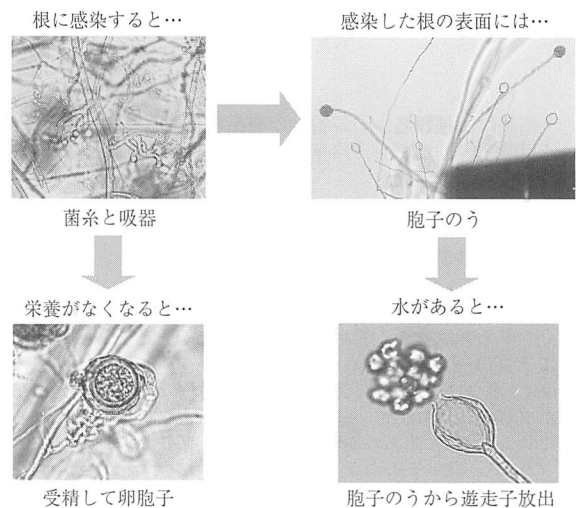 根に感染すると…
感染した根の表面には…
菌糸と吸器
胞子のう
栄養がなくなると…
水があると…
受精して卵胞子
胞子のうから遊走子放出